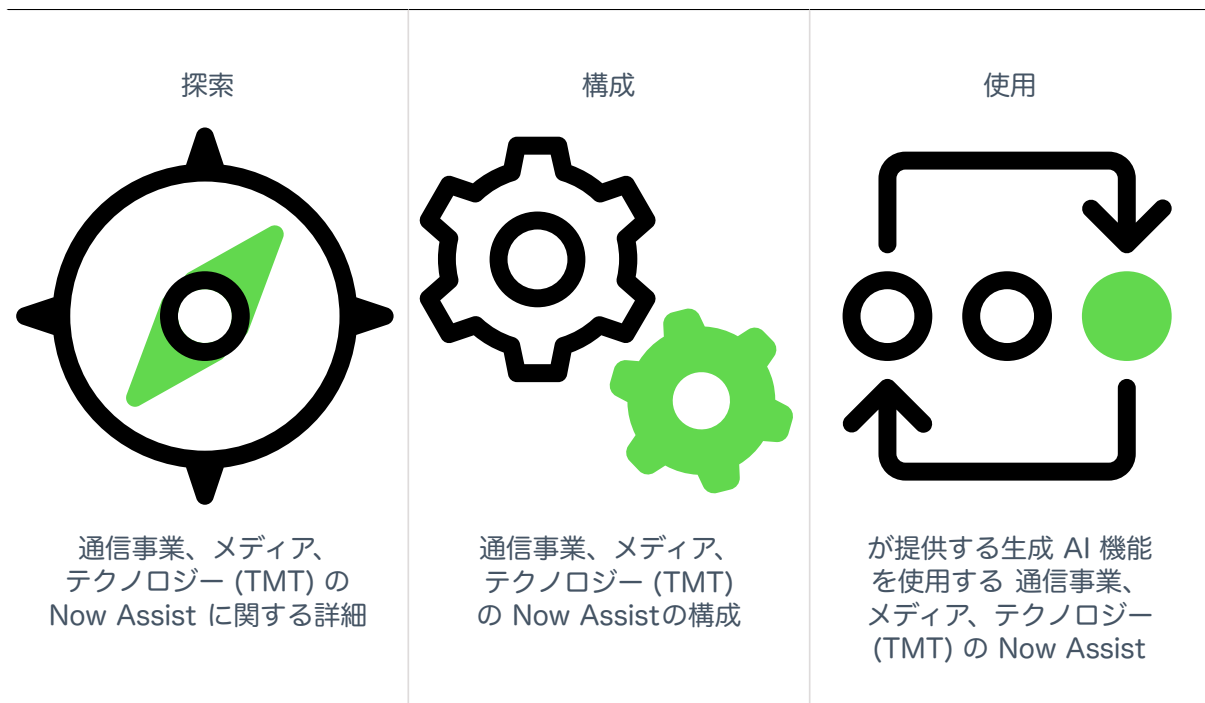 探索
通信事業、メディア、
テクノロジー (TMT) の
Now Assist に関する詳細
構成
通信事業、メディア、
テクノロジー (TMT)
の Now Assistの構成
使用
が提供する生成 AI 機能
を使用する 通信事業、
メディア、テクノロジー
(TMT) の Now Assist